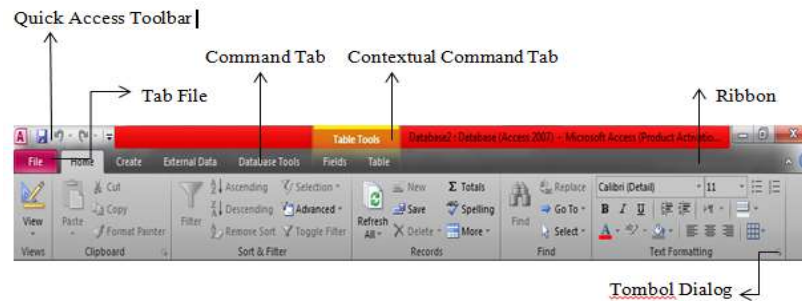 Quick Access Toolbar
Command Tab Contextual Command Tab
Tab File Ribbon
Table Tools Database2 : Database (Access 2007) - Microsoft Access (Product Activatio...
File Home Create External Data Database Tools Fields Table
View Paste Cut Copy Format Painter
Filter Ascending Descending Remove Sort Selection Advanced Toggle Filter
Refresh All New Save Delete Σ Totals Spelling More
Find Replace Go To Select
Calibri (Detail) 11
B I U
A
Views Clipboard Sort & Filter Records Find Text Formatting
Tombol Dialog